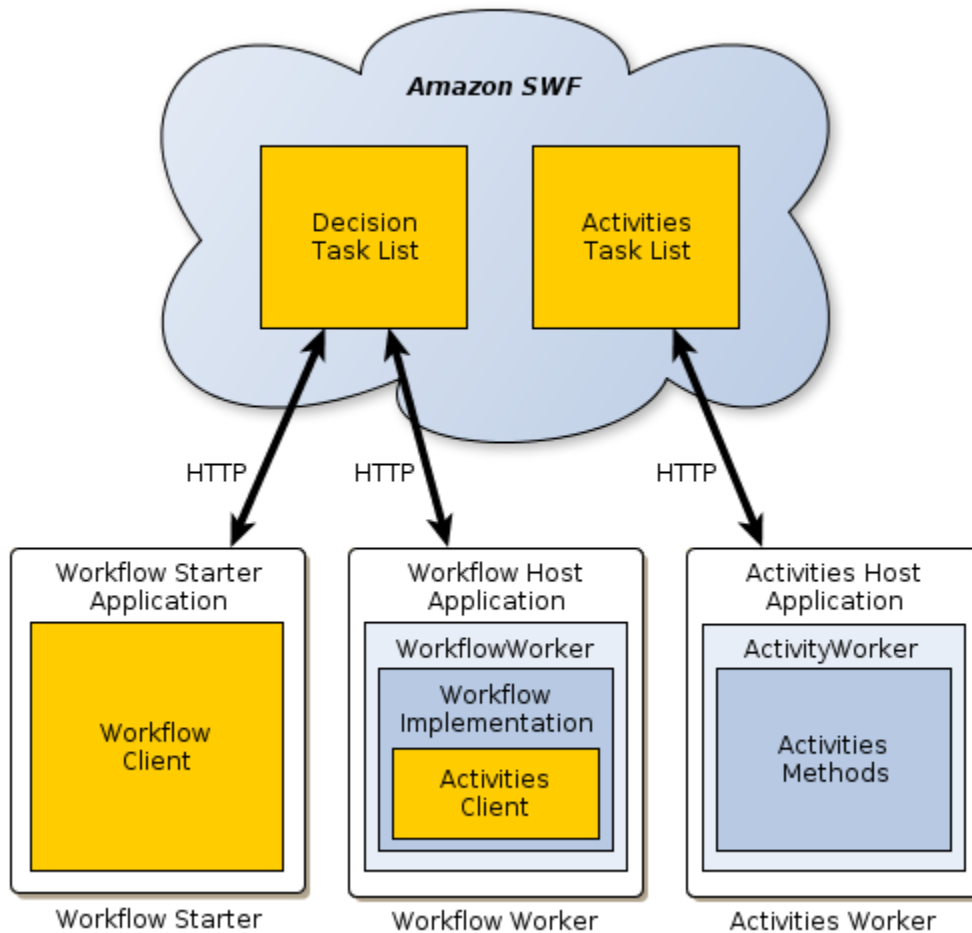 Amazon SWF
Decision
Task List
Activities
Task List
HTTP
HTTP
HTTP
Workflow Starter
Application
Workflow
Client
Workflow Starter
Workflow Host
Application
WorkflowWorker
Workflow
Implementation
Activities
Client
Workflow Worker
Activities Host
Application
ActivityWorker
Activities
Methods
Activities Worker